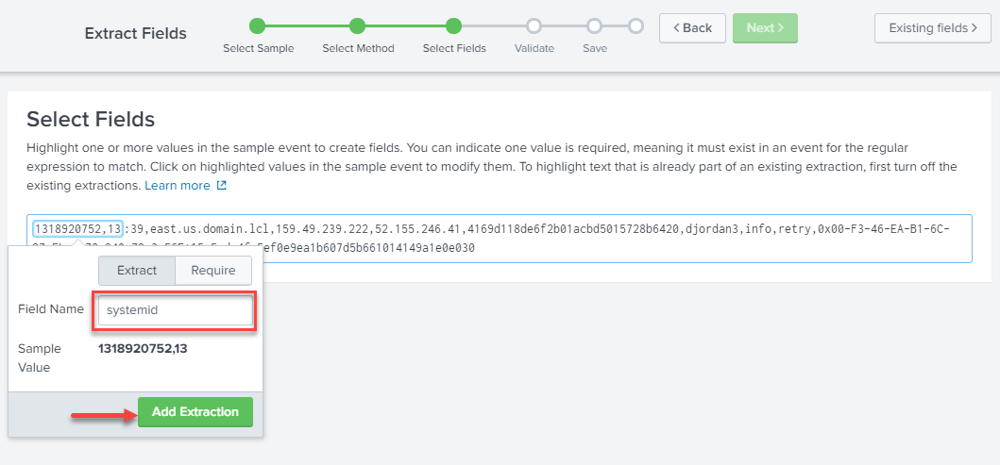 Extract Fields
Select Sample
Select Method
Select Fields
Validate
Save
< Back
Next >
Existing fields >
Select Fields
Highlight one or more values in the sample event to create fields. You can indicate one value is required, meaning it must exist in an event for the regular
expression to match. Click on highlighted values in the sample event to modify them. To highlight text that is already part of an existing extraction, first turn off the
existing extractions. Learn more
1318920752,13:39,east.us.domain.lcl,159.49.239.222,52.155.246.41,4169d118de6f2b01acbd5015728b6420,djordan3,info,retry,0x00-F3-46-EA-B1-6C-
ef0e9ea1b607d5b661014149a1e0e030
Extract
Require
Field Name
systemid
Sample
Value
1318920752,13
Add Extraction